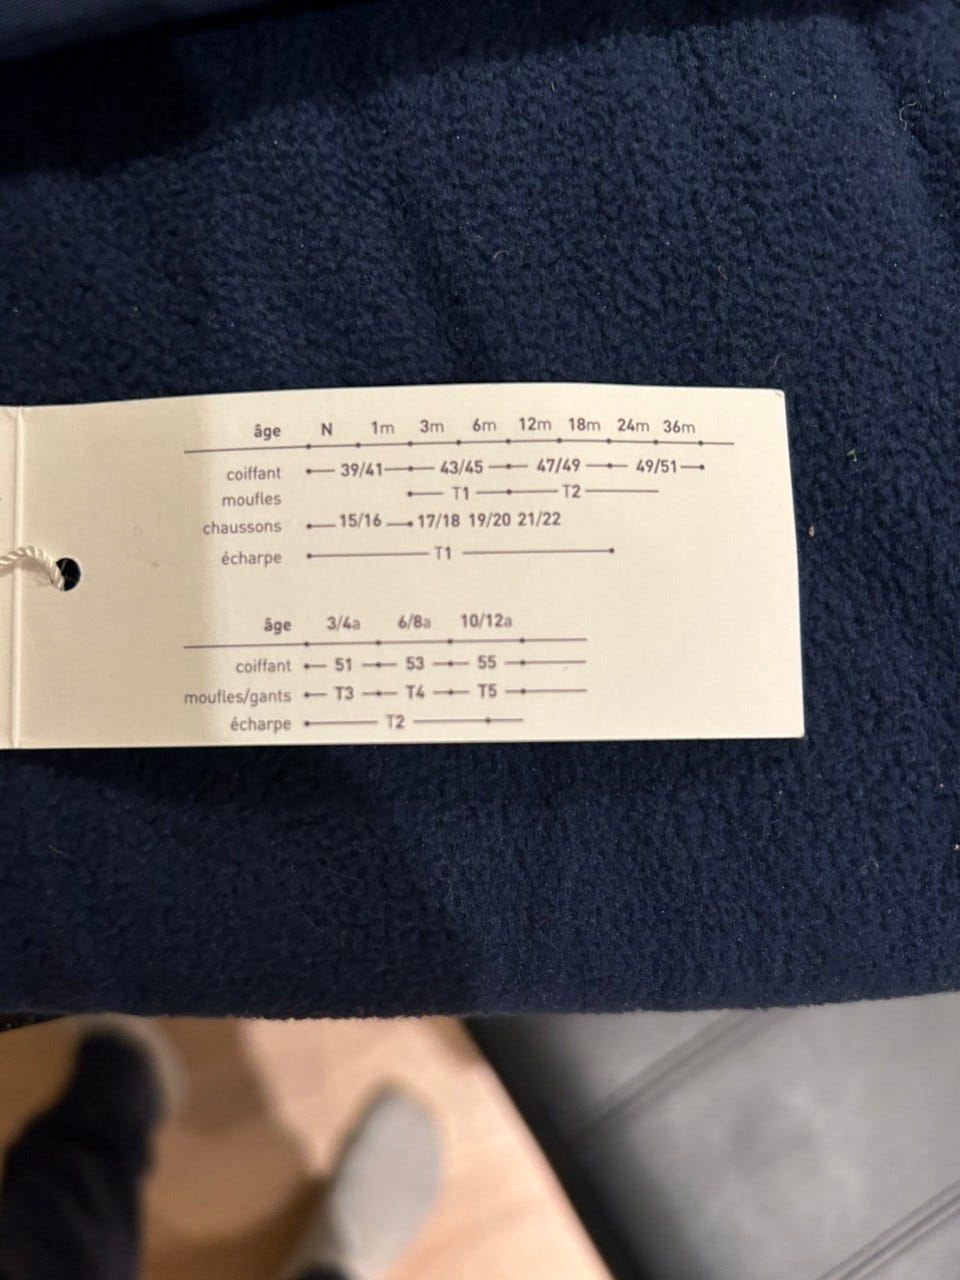 âge N 1m 3m 6m 12m 18m 24m 36m
coiffant 39/41 43/45 47/49 49/51
moufles T1 T2
chaussons 15/16 17/18 19/20 21/22
écharpe T1
âge 3/4a 6/8a 10/12a
coiffant 51 53 55
moufles/gants T3 T4 T5
écharpe T2